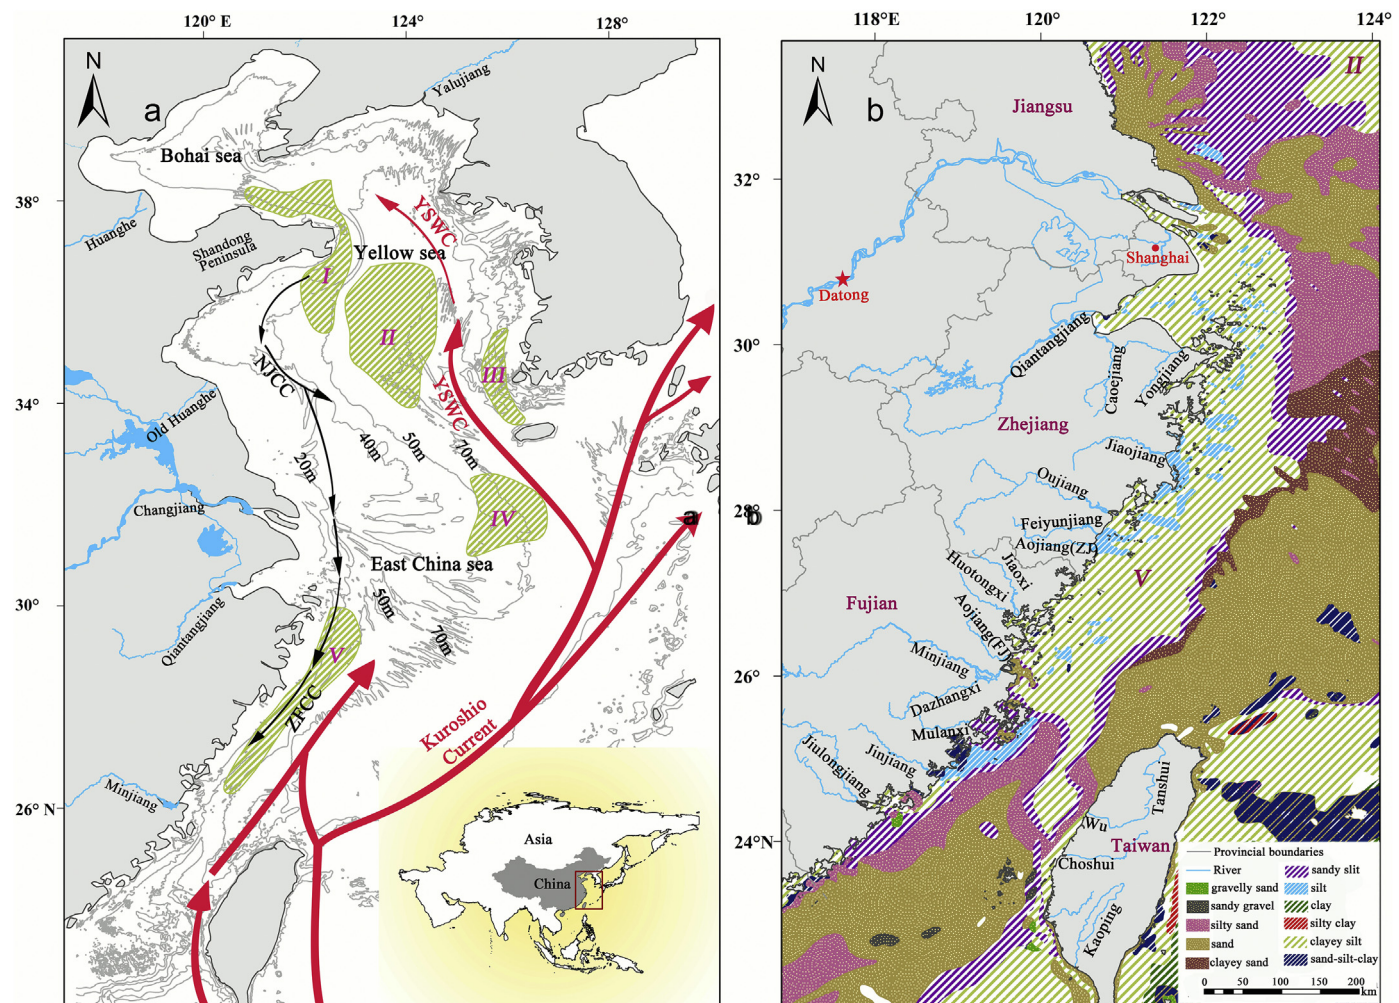 120° E
124°
128°
N
a
Yalujiang
Bohai sea
38°
Huanghe
Shandong
Peninsulia
YSWC
Yellow sea
I
II
III
NJCC
YSWC
34°
Old Huanghe
20m
40m
50m
70m
Changjiang
IV
East China sea
30°
50m
70m
Qiantangjiang
V
ZFCC
Kuroshio
Current
26° N
Minjiang
Asia
China
a
b
118°E
120°
122°
124°
N
b
II
Jiangsu
32°
Shanghai
Datong
30°
Qiantangjiang
Caoejiang
Yongjiang
Zhejiang
Jiaojiang
Oujiang
28°
Feiyunjiang
Aojiang(ZJ)
Jiaoxi
Huotongxi
V
Fujian
Aojiang(FJ)
Minjiang
26°
Dazhangxi
Mulanxi
Jinjiang
Jiulongjiang
Tanshui
Wu
24°N
Taiwan
Choshui
Kaoping
Provincial boundaries
River
gravelly sand
sandy gravel
silty sand
sand
clayey sand
sandy slit
silt
clay
silty clay
clayey silt
sand-silt-clay
0 50 100 150 200
km